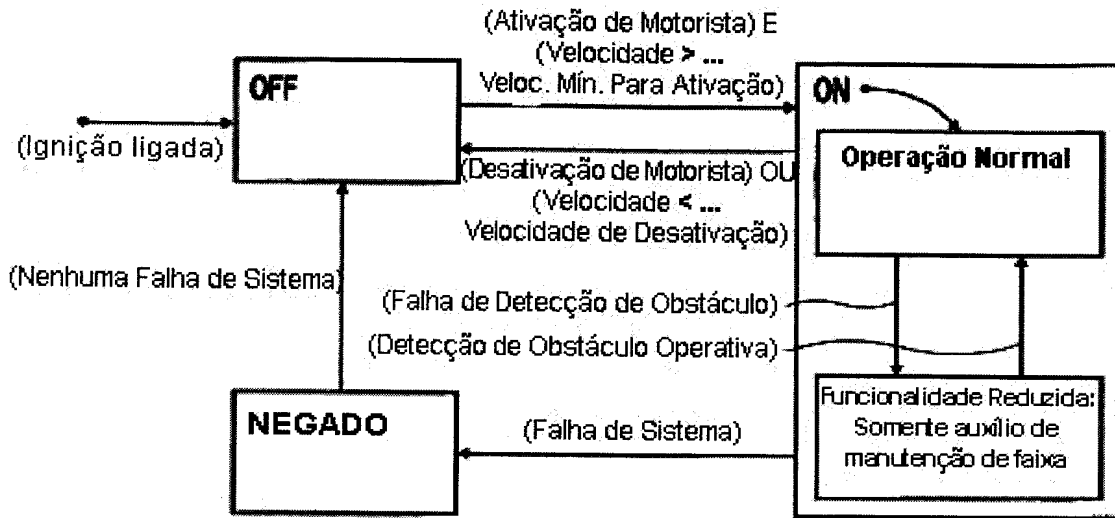 (Ativação de Motorista) E
(Velocidade > ...
Veloc. Mín. Para Ativação)
OFF
ON
(Ignição ligada)
Operação Normal
(Desativação de Motorista) OU
(Velocidade < ...
Velocidade de Desativação)
(Nenhuma Falha de Sistema)
(Falha de Detecção de Obstáculo)
(Detecção de Obstáculo Operativa)
Funcionalidade Reduzida:
Somente auxílio de
manutenção de faixa
NEGADO
(Falha de Sistema)